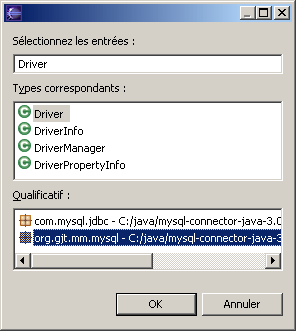 Sélectionnez les entrées :
Driver
Types correspondants :
Driver
DriverInfo
DriverManager
DriverPropertyInfo
Qualificatif :
com.mysql.jdbc - C:/java/mysql-connector-java-3.0
org.gjt.mm.mysql - C:/java/mysql-connector-java-3
OK
Annuler